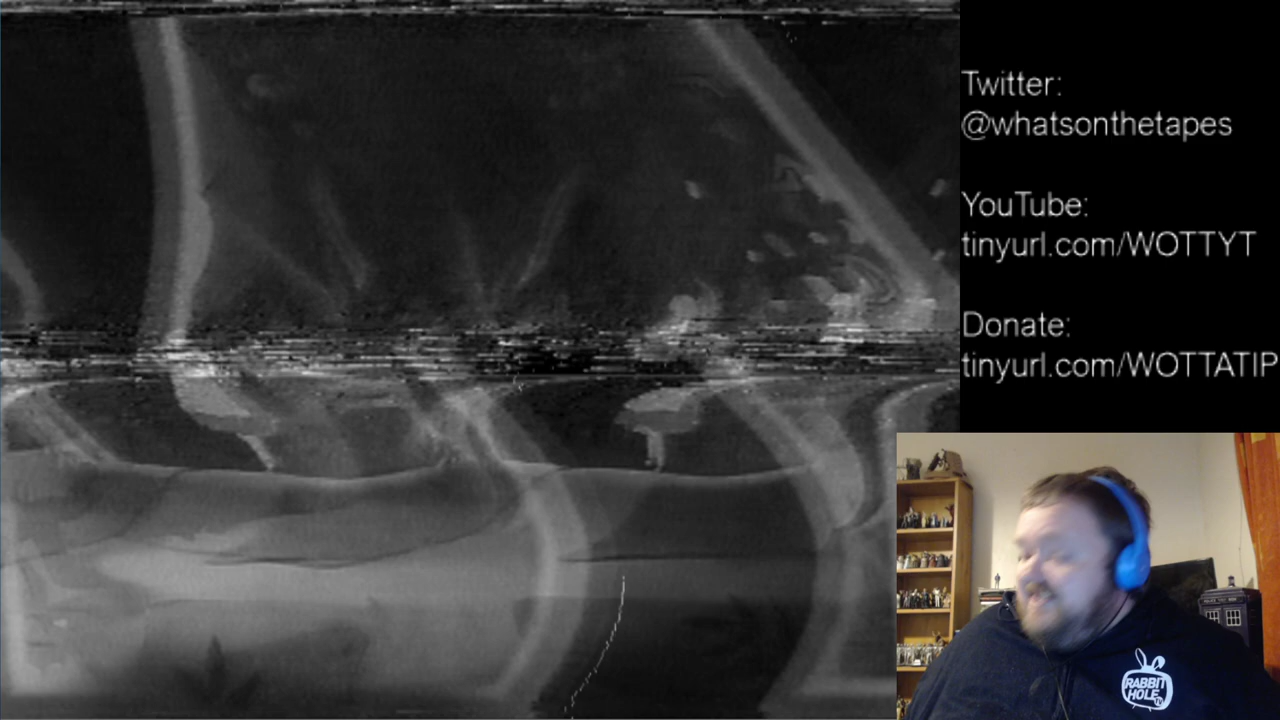 Twitter:
@whatsonthetapes
YouTube:
tinyurl.com/WOTTYT
Donate:
tinyurl.com/WOTTATIP
RABBIT
HOLE